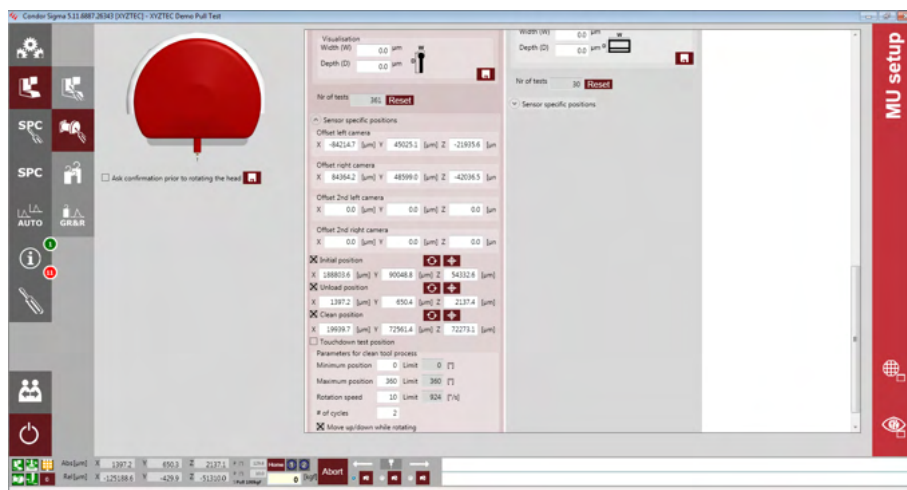 Condor Sigma 5.11.6887.26343 [XYZTEC] - XYZTEC Demo Pull Test
MU setup
SPC
SPC
AUTO
GR&R
1
11
Ask confirmation prior to rotating the head
Visualisation
Width (W) 0.0 µm W
Depth (D) 0.0 µm D
Nr of tests 361 Reset
Sensor specific positions
Offset left camera
X -84214.7 [µm] Y 45025.1 [µm] Z -21935.6 [µm
Offset right camera
X 84364.2 [µm] Y 48599.0 [µm] Z -42036.5 [µm
Offset 2nd left camera
X 0.0 [µm] Y 0.0 [µm] Z 0.0 [µm
Offset 2nd right camera
X 0.0 [µm] Y 0.0 [µm] Z 0.0 [µm
Initial position
X 188803.6 [µm] Y 90048.8 [µm] Z 54332.6 [µm]
Unload position
X 1397.2 [µm] Y 650.4 [µm] Z 2137.4 [µm]
Clean position
X 19939.7 [µm] Y 72561.4 [µm] Z 72273.1 [µm]
Touchdown test position
Parameters for clean tool process
Minimum position 0 Limit 0 [°]
Maximum position 360 Limit 360 [°]
Rotation speed 10 Limit 924 [°/s]
# of cycles 2
Move up/down while rotating
Width (W) 0.0 µm W
Depth (D) 0.0 µm D
Nr of tests 30 Reset
Sensor specific positions
Abs[µm] X 1397.2 Y 650.3 Z 2137.1 Home 1 2
Rel[µm] X -125188.6 Y -429.9 Z -51310.0 0 [kgf] Abort